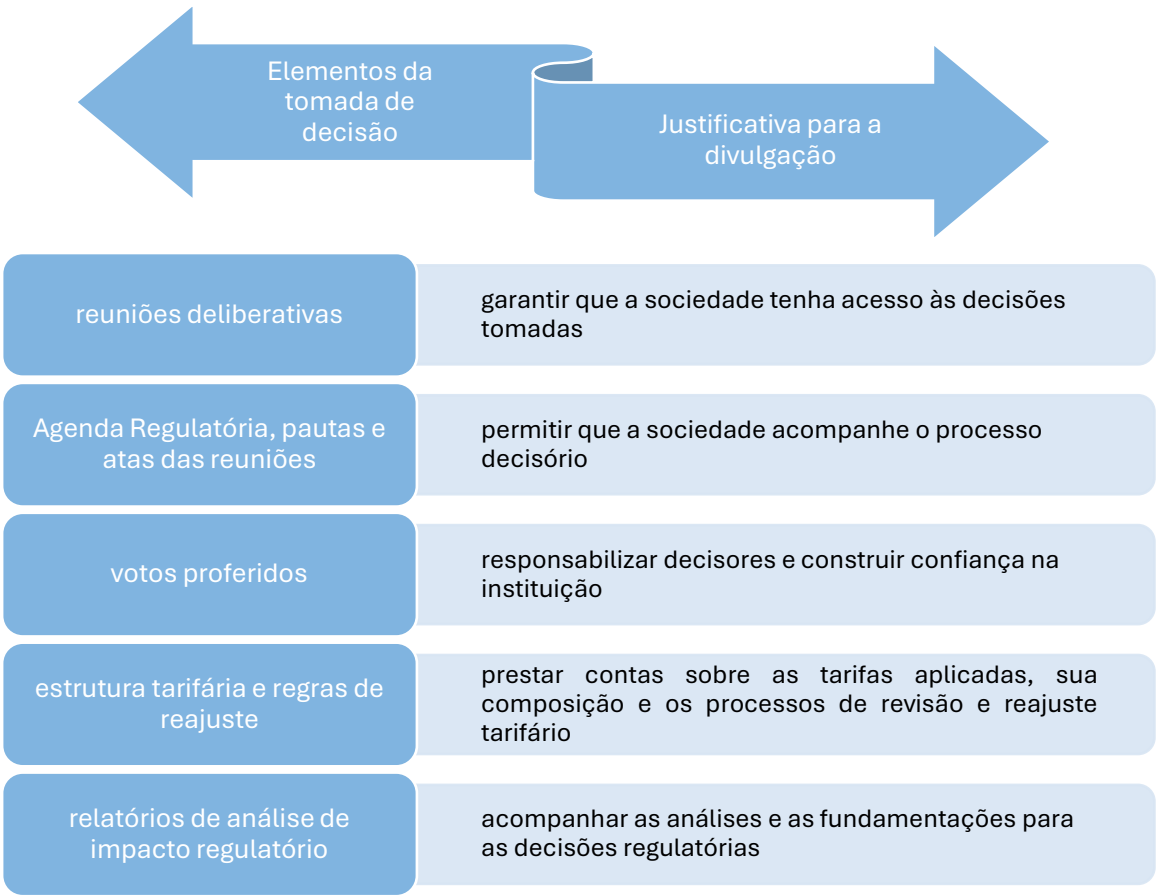 Elementos da
tomada de
decisão
Justificativa para a
divulgação
reuniões deliberativas
garantir que a sociedade tenha acesso às decisões
tomadas
Agenda Regulatória, pautas e
atas das reuniões
permitir que a sociedade acompanhe o processo
decisório
votos proferidos
responsabilizar decisores e construir confiança na
instituição
estrutura tarifária e regras de
reajuste
prestar contas sobre as tarifas aplicadas, sua
composição e os processos de revisão e reajuste
tarifário
relatórios de análise de
impacto regulatório
acompanhar as análises e as fundamentações para
as decisões regulatórias